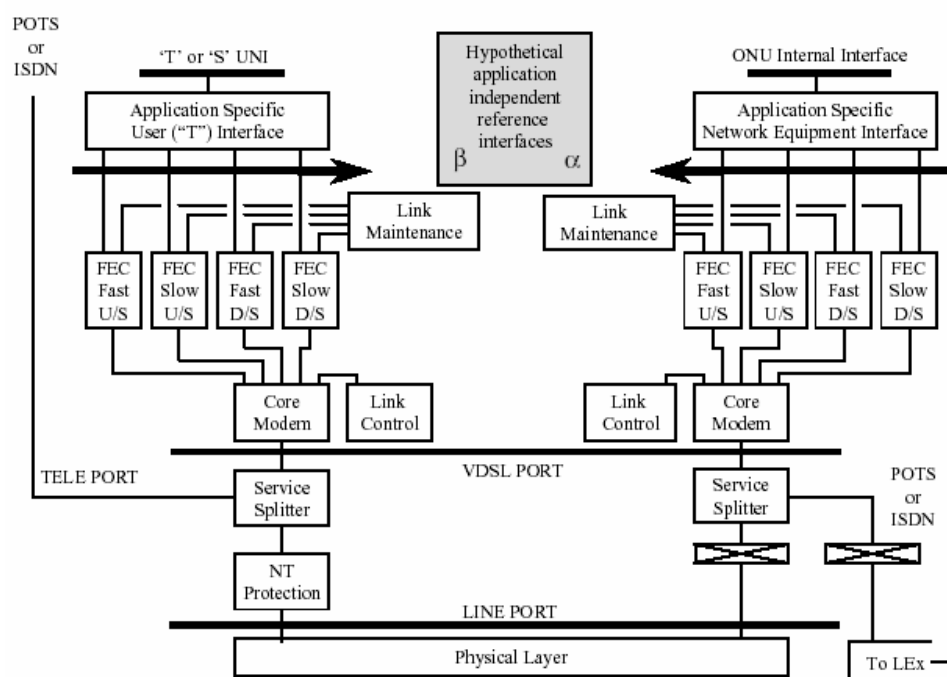 POTS
or
ISDN
‘T’ or ‘S’ UNI
Hypothetical
application
independent
reference
interfaces
β α
ONU Internal Interface
Application Specific
User (“T”) Interface
Application Specific
Network Equipment Interface
Link
Maintenance
Link
Maintenance
FEC
Fast
U/S
FEC
Slow
U/S
FEC
Fast
D/S
FEC
Slow
D/S
FEC
Fast
U/S
FEC
Slow
U/S
FEC
Fast
D/S
FEC
Slow
D/S
Core
Modem
Link
Control
Link
Control
Core
Modem
TELE PORT
VDSL PORT
Service
Splitter
Service
Splitter
POTS
or
ISDN
NT
Protection
LINE PORT
Physical Layer
To LEx